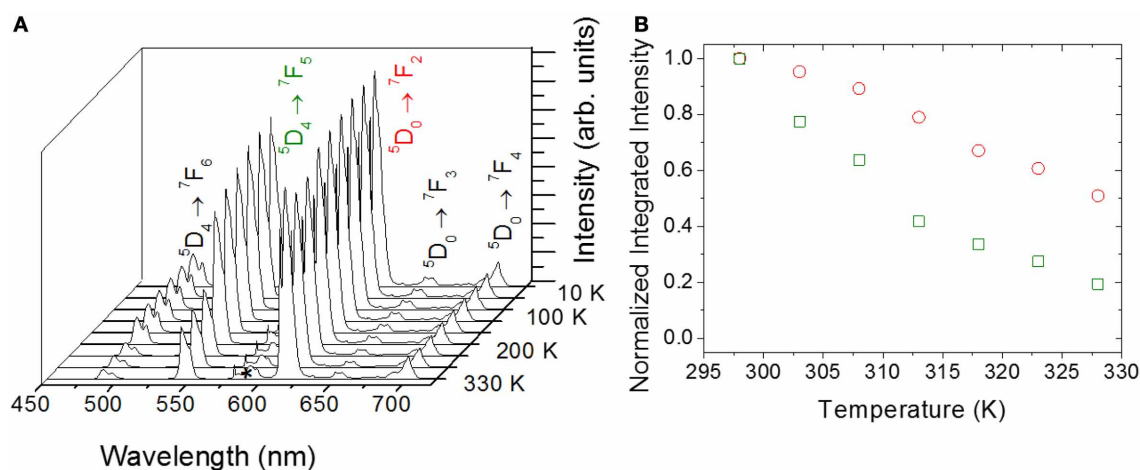 A
⁵D₄ → ⁷F₆
⁵D₄ → ⁷F₅
⁵D₀ → ⁷F₂
⁵D₀ → ⁷F₃
⁵D₀ → ⁷F₄
Intensity (arb. units)
10 K
100 K
200 K
330 K
*
450 500 550 600 650 700
Wavelength (nm)
B
Normalized Integrated Intensity
1.0
0.8
0.6
0.4
0.2
0.0
295 300 305 310 315 320 325 330
Temperature (K)